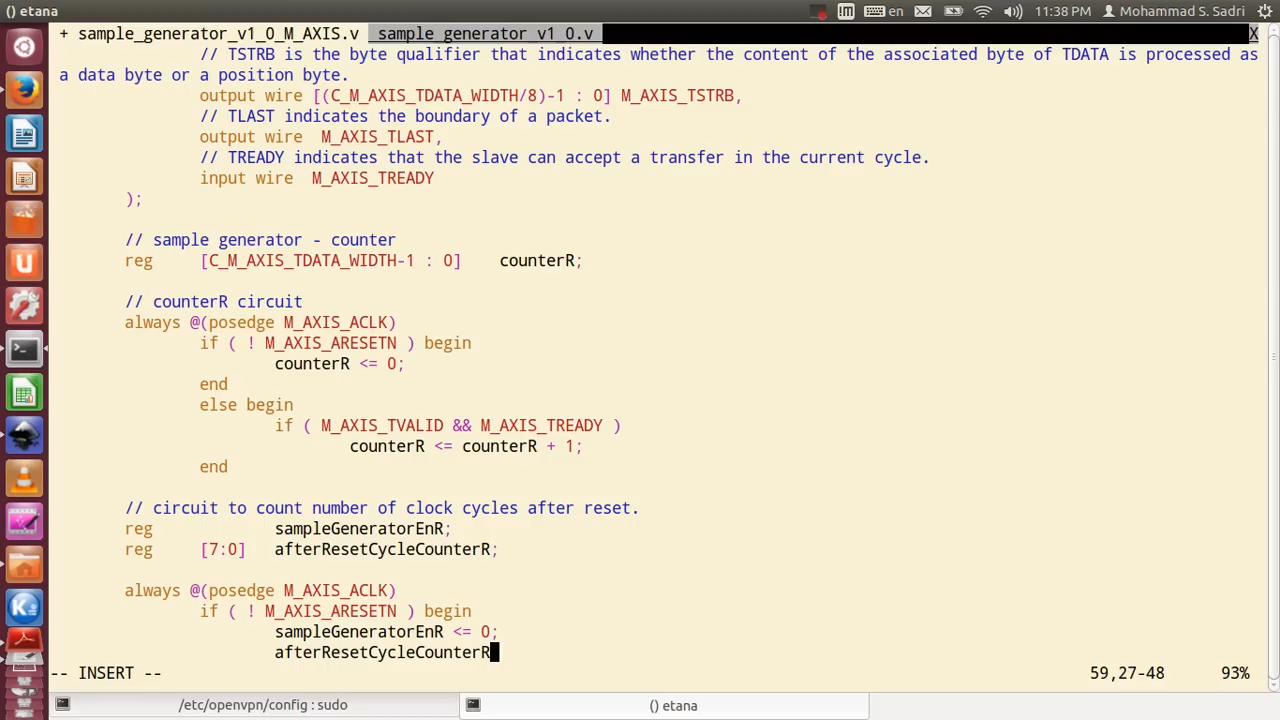 () etana
en
11:38 PM
Mohammad S. Sadri
+ sample_generator_v1_0_M_AXIS.v  sample_generator_v1_0.v
X
// TSTRB is the byte qualifier that indicates whether the content of the associated byte of TDATA is processed as
a data byte or a position byte.
output wire [(C_M_AXIS_TDATA_WIDTH/8)-1 : 0] M_AXIS_TSTRB,
// TLAST indicates the boundary of a packet.
output wire  M_AXIS_TLAST,
// TREADY indicates that the slave can accept a transfer in the current cycle.
input wire  M_AXIS_TREADY
);
// sample generator - counter
reg [C_M_AXIS_TDATA_WIDTH-1 : 0] counterR;
// counterR circuit
always @(posedge M_AXIS_ACLK)
if ( ! M_AXIS_ARESETN ) begin
counterR <= 0;
end
else begin
if ( M_AXIS_TVALID && M_AXIS_TREADY )
counterR <= counterR + 1;
end
// circuit to count number of clock cycles after reset.
reg sampleGeneratorEnR;
reg [7:0] afterResetCycleCounterR;
always @(posedge M_AXIS_ACLK)
if ( ! M_AXIS_ARESETN ) begin
sampleGeneratorEnR <= 0;
afterResetCycleCounterR
-- INSERT --
59,27-48
93%
/etc/openvpn/config : sudo
() etana